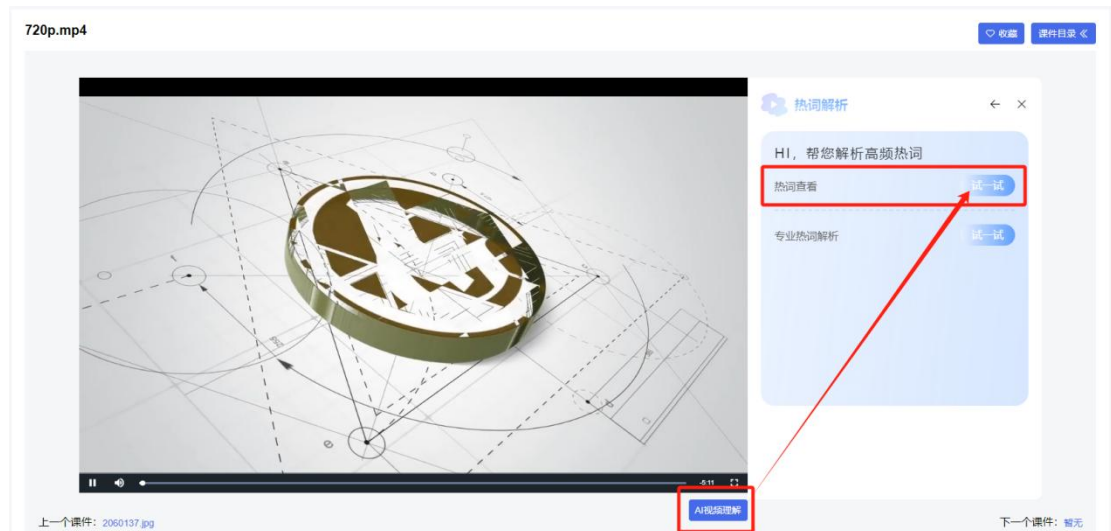 720p.mp4
收藏
课件目录 《
热词解析
HI，帮您解析高频热词
热词查看
试一试
专业热词解析
试一试
-5:11
AI视频理解
上一个课件：2060137.jpg
下一个课件：暂无